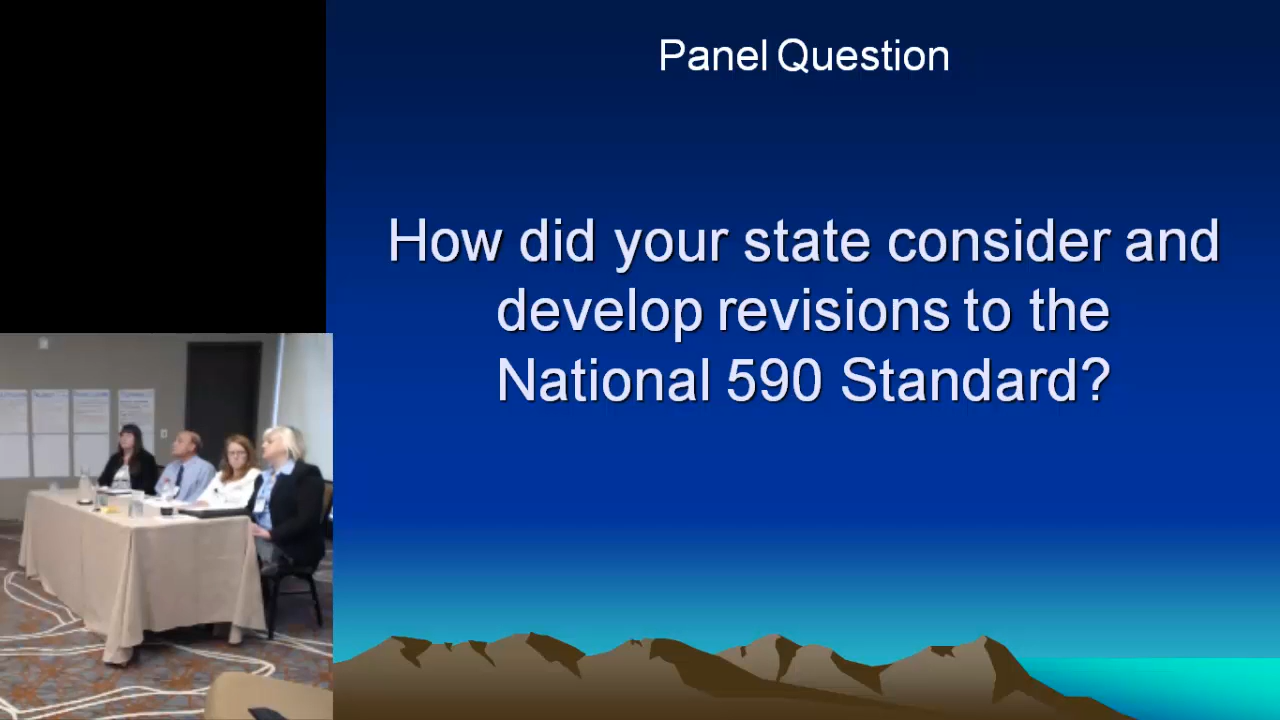 Panel Question
How did your state consider and
develop revisions to the
National 590 Standard?